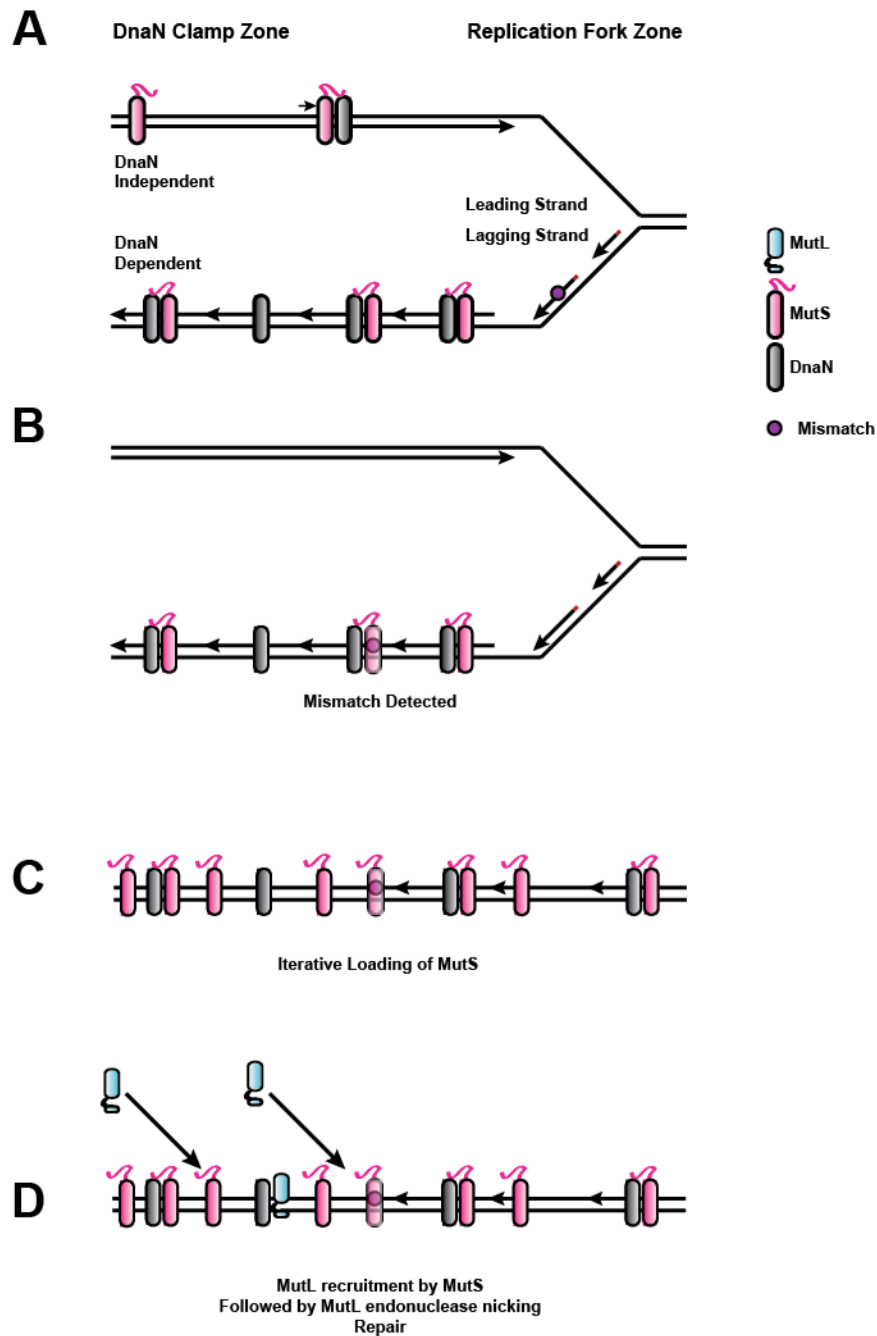 A
DnaN Clamp Zone
Replication Fork Zone
DnaN
Independent
Leading Strand
DnaN
Dependent
Lagging Strand
MutL
MutS
DnaN
Mismatch
B
Mismatch Detected
C
Iterative Loading of MutS
D
MutL recruitment by MutS
Followed by MutL endonuclease nicking
Repair